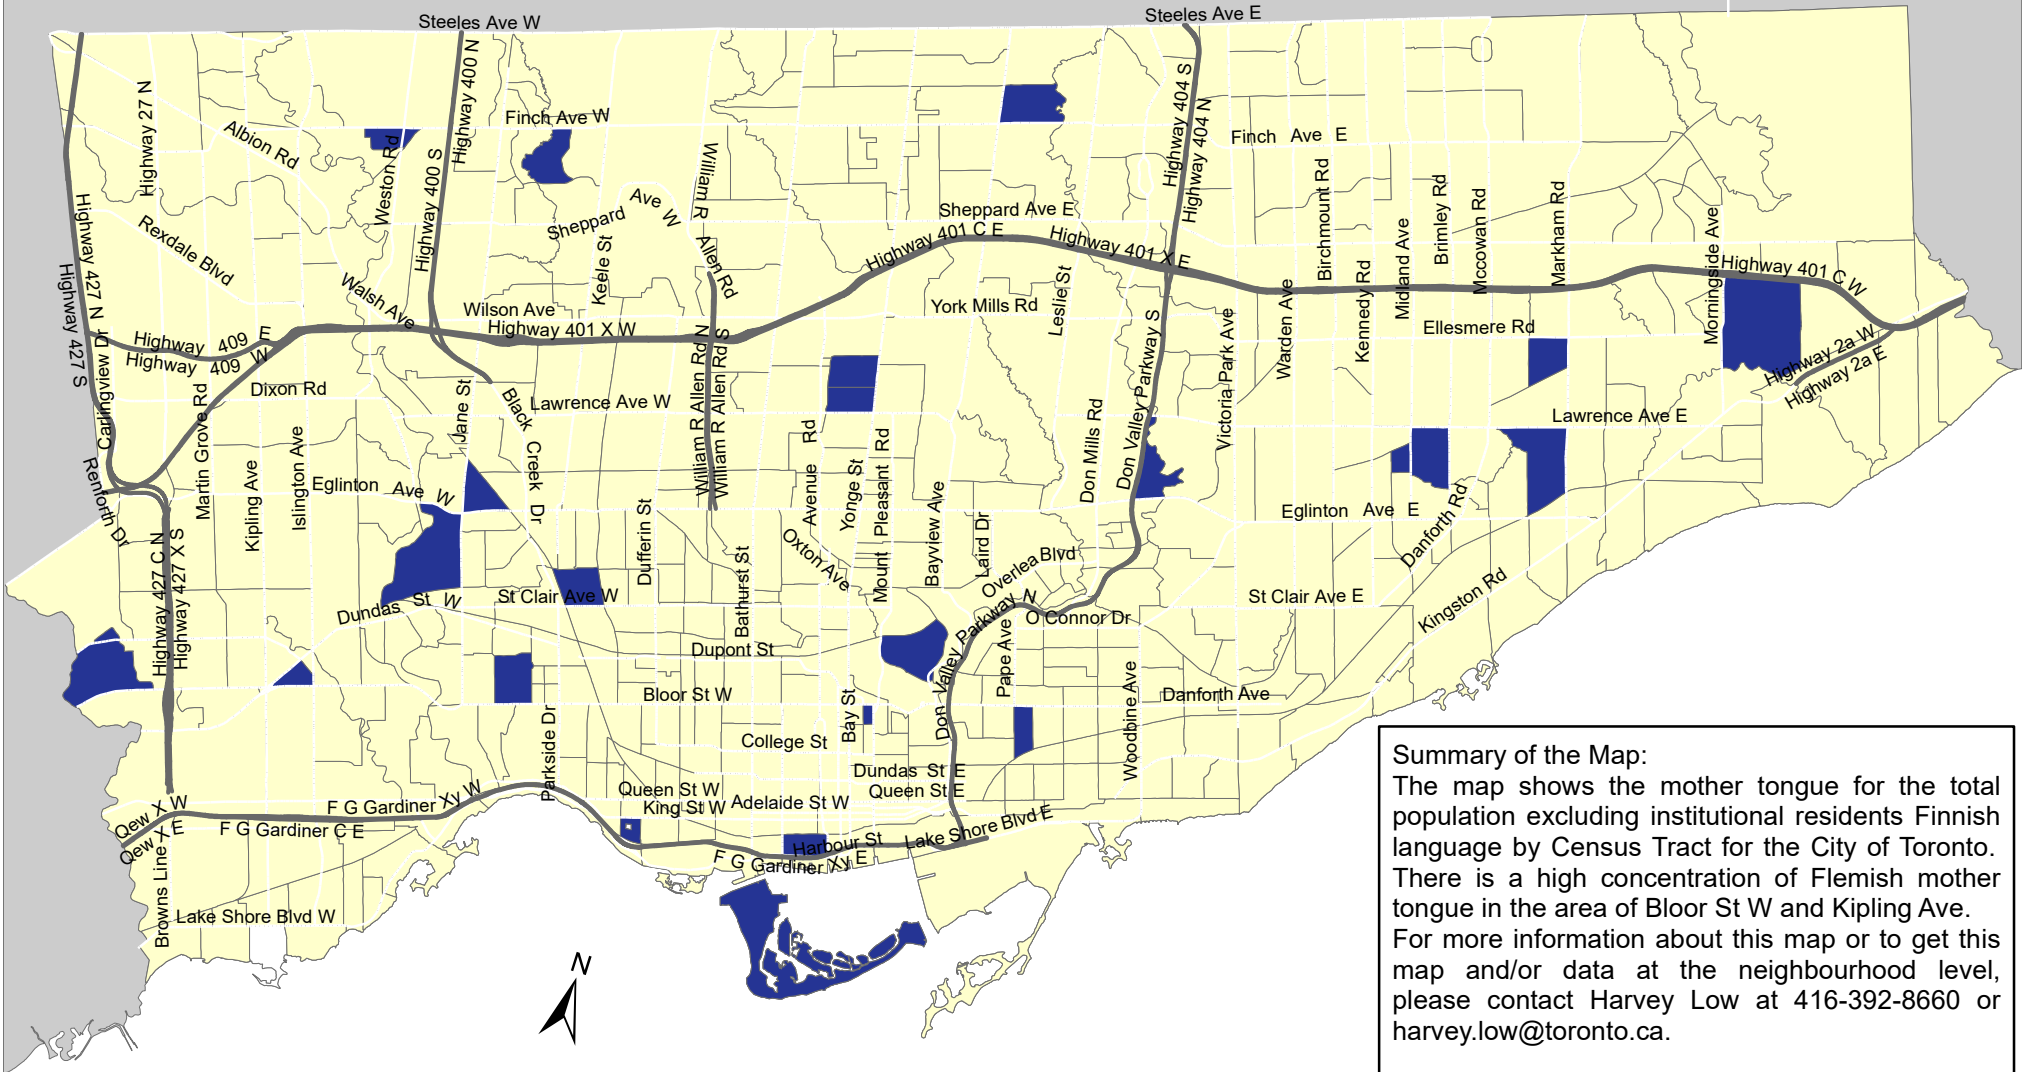 Steeles Ave W
Steeles Ave E
Highway 27 N
Albion Rd
Weston Rd
Highway 400 N
Highway 400 S
Finch Ave W
William R Allen Rd
Sheppard Ave W
Keele St
Highway 404 S
Highway 404 N
Finch Ave E
Sheppard Ave E
Highway 401 C E
Highway 401 X E
Birchmount Rd
Midland Ave
Brimley Rd
Mccowan Rd
Markham Rd
Morningside Ave
Highway 401 C W
Highway 427 N
Highway 427 S
Rexdale Blvd
Walsh Ave
Wilson Ave
Highway 401 X W
York Mills Rd
Leslie St
Warden Ave
Kennedy Rd
Ellesmere Rd
Highway 2a W
Highway 2a E
Highway 409 E
Highway 409 W
Carlingview Dr
Dixon Rd
Martin Grove Rd
Kipling Ave
Islington Ave
Jane St
Black Creek Dr
Lawrence Ave W
William R Allen Rd N
William R Allen Rd S
Avenue Rd
Yonge St
Mount Pleasant Rd
Bayview Ave
Laird Dr
Don Mills Rd
Don Valley Parkway S
Victoria Park Ave
Lawrence Ave E
Renforth Dr
Eglinton Ave W
Eglinton Ave E
Danforth Rd
Highway 427 C N
Highway 427 X S
Dufferin St
Bathurst St
Oxton Ave
Overlea Blvd
Dundas St W
St Clair Ave W
O Connor Dr
St Clair Ave E
Kingston Rd
Dupont St
Don Valley Parkway N
Pape Ave
Bloor St W
Bay St
Woodbine Ave
Danforth Ave
Parkside Dr
College St
Dundas St E
Queen St E
Queen St W
King St W
Adelaide St W
Qew X W
Qew X E
F G Gardiner Xy W
F G Gardiner C E
Harbour St
Lake Shore Blvd E
F G Gardiner Xy E
Browns Line
Lake Shore Blvd W
N
Summary of the Map:
The map shows the mother tongue for the total
population excluding institutional residents Finnish
language by Census Tract for the City of Toronto.
There is a high concentration of Flemish mother
tongue in the area of Bloor St W and Kipling Ave.
For more information about this map or to get this
map and/or data at the neighbourhood level,
please contact Harvey Low at 416-392-8660 or
harvey.low@toronto.ca.